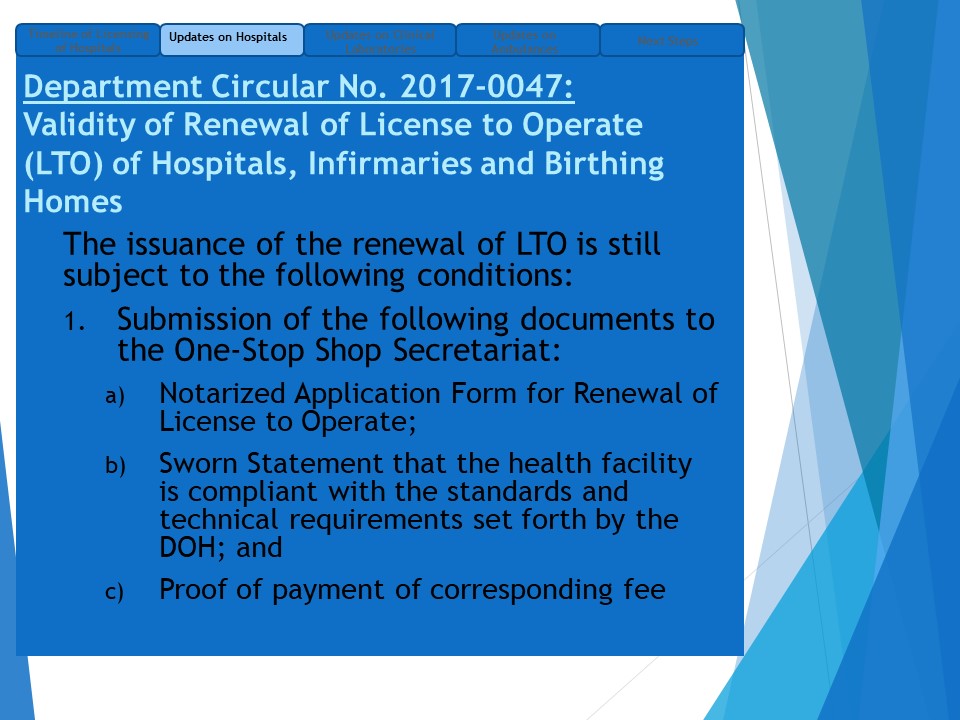 Timeline of Licensing
of Hospitals
Updates on Hospitals
Updates on Clinical
Laboratories
Updates on
Ambulances
Next Steps
Department Circular No. 2017-0047:
Validity of Renewal of License to Operate
(LTO) of Hospitals, Infirmaries and Birthing
Homes
The issuance of the renewal of LTO is still
subject to the following conditions:
1. Submission of the following documents to
the One-Stop Shop Secretariat:
a) Notarized Application Form for Renewal of
License to Operate;
b) Sworn Statement that the health facility
is compliant with the standards and
technical requirements set forth by the
DOH; and
c) Proof of payment of corresponding fee